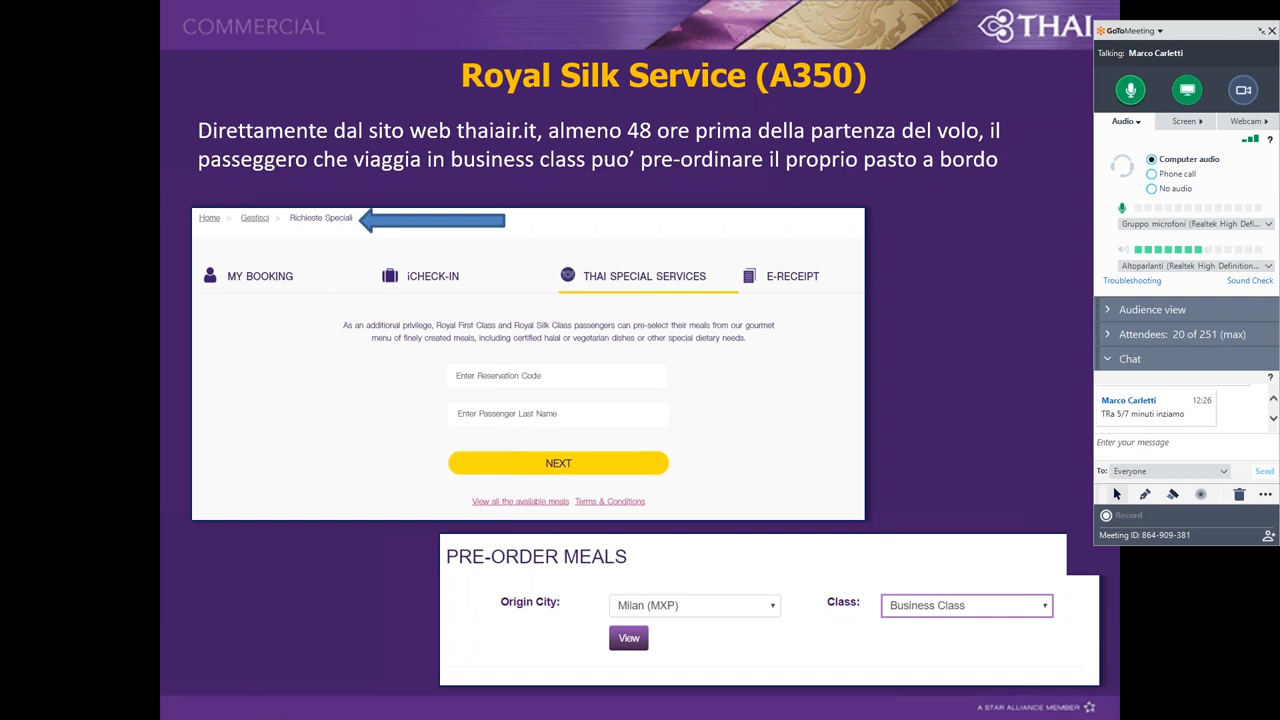 COMMERCIAL
THAI
Royal Silk Service (A350)
Direttamente dal sito web thaiair.it, almeno 48 ore prima della partenza del volo, il
passeggero che viaggia in business class puo’ pre-ordinare il proprio pasto a bordo
Home > Gestisci > Richieste Speciali
MY BOOKING
iCHECK-IN
THAI SPECIAL SERVICES
E-RECEIPT
As an additional privilege, Royal First Class and Royal Silk Class passengers can pre-select their meals from our gourmet
menu of finely created meals, including certified halal or vegetarian dishes or other special dietary needs.
Enter Reservation Code
Enter Passenger Last Name
NEXT
View all the available meals Terms & Conditions
PRE-ORDER MEALS
Origin City: Milan (MXP) Class: Business Class
View
A STAR ALLIANCE MEMBER
GoToMeeting
Talking: Marco Carletti
Audio Screen Webcam
?
Computer audio
Phone call
No audio
Gruppo microfoni (Realtek High Defi...
Altoparlanti (Realtek High Definition...
Troubleshooting Sound Check
Audience view
Attendees: 20 of 251 (max)
Chat
?
Marco Carletti 12:26
TRa 5/7 minuti inziamo
Enter your message
To: Everyone Send
Record
Meeting ID: 864-909-381